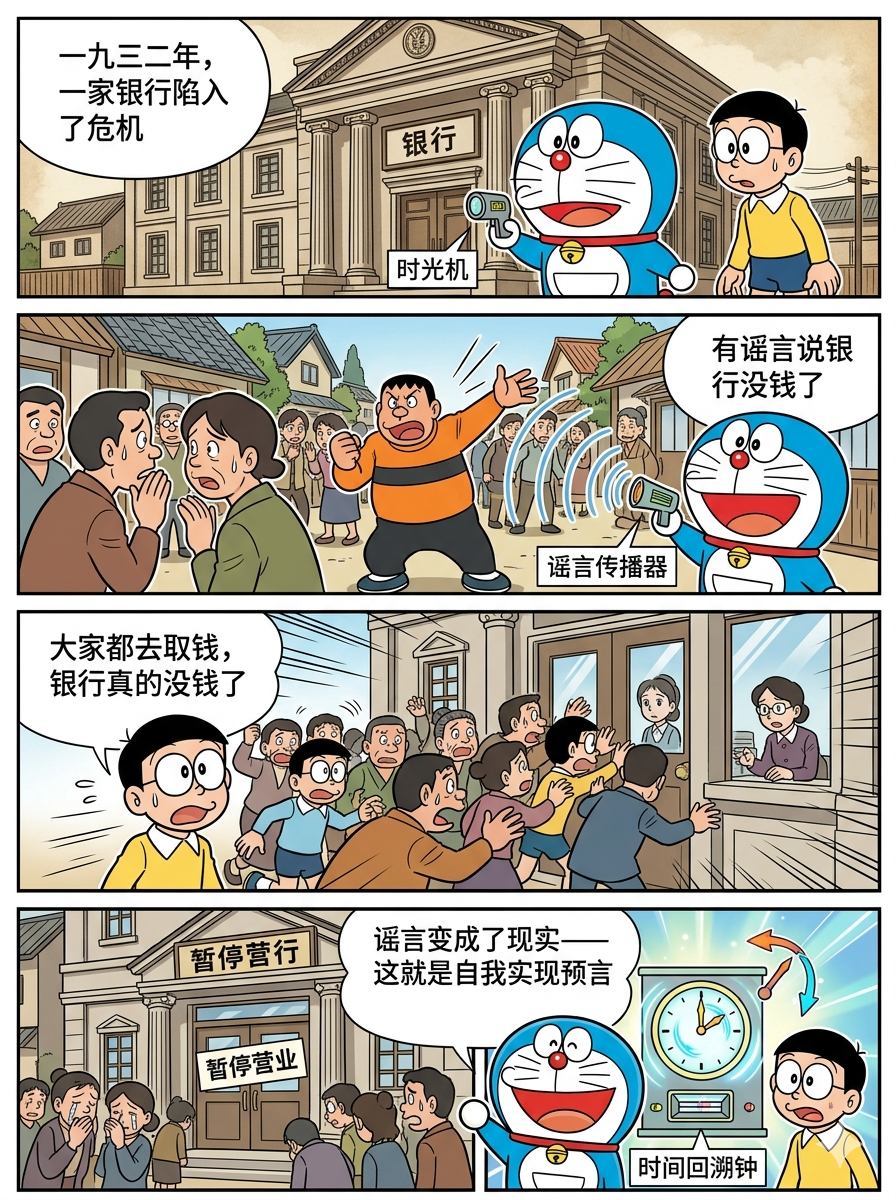 一九三二年，
一家银行陷入
了危机
银行
时光机
有谣言说银
行没钱了
谣言传播器
大家都去取钱，
银行真的没钱了
暂停营行
暂停营业
谣言变成了现实——
这就是自我实现预言
时间回溯钟